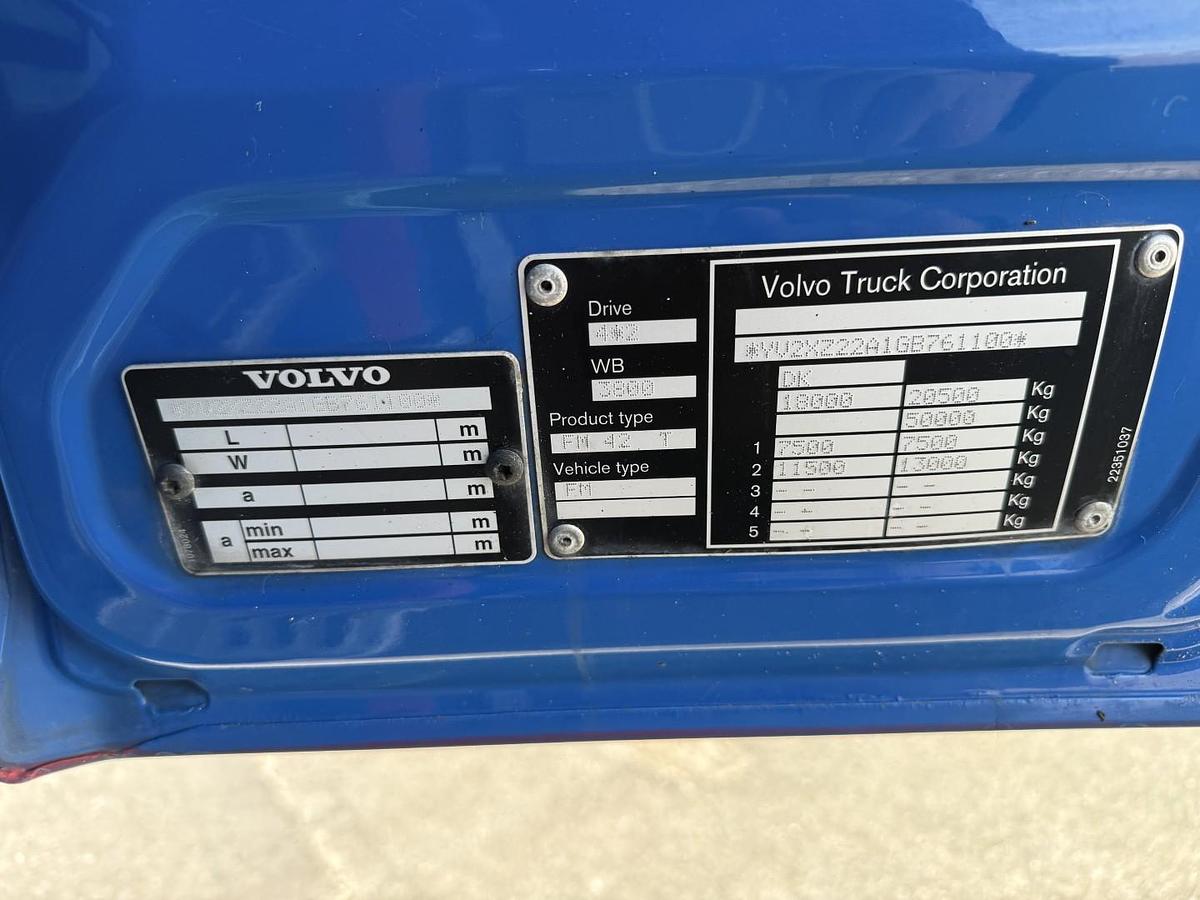 VOLVO
L m
W m
a m
a min m
max m
Drive
4*2
WB
3800
Product type
FM 42 T
Vehicle type
FM
Volvo Truck Corporation
*YV2XZ22A1GB761100*
DK
18000 20500 Kg
50000 Kg
1 7500 7500 Kg
2 11500 13000 Kg
3 -- -- Kg
4 -- -- Kg
5 -- -- Kg
22351037